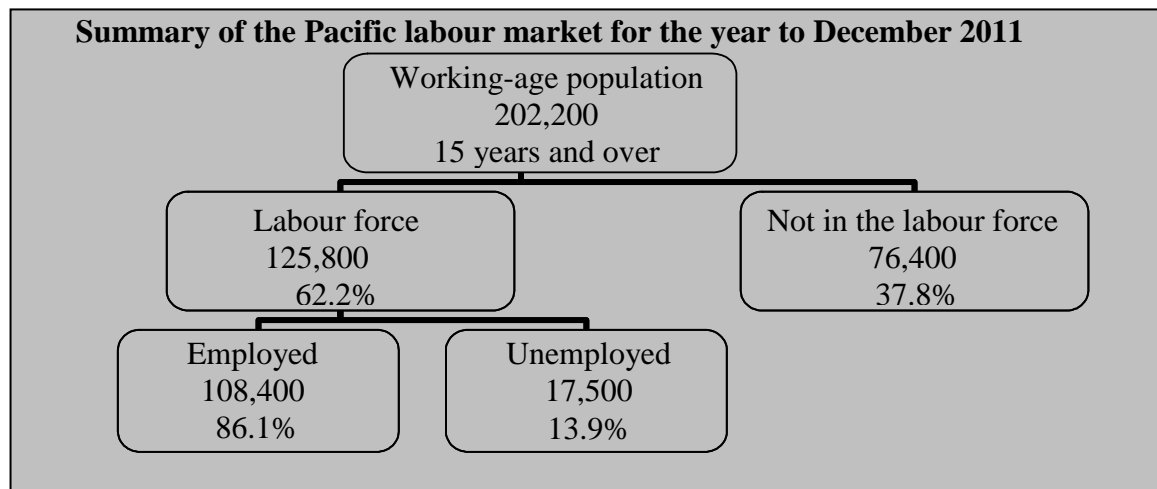 Summary of the Pacific labour market for the year to December 2011
Working-age population
202,200
15 years and over
Labour force
125,800
62.2%
Not in the labour force
76,400
37.8%
Employed
108,400
86.1%
Unemployed
17,500
13.9%